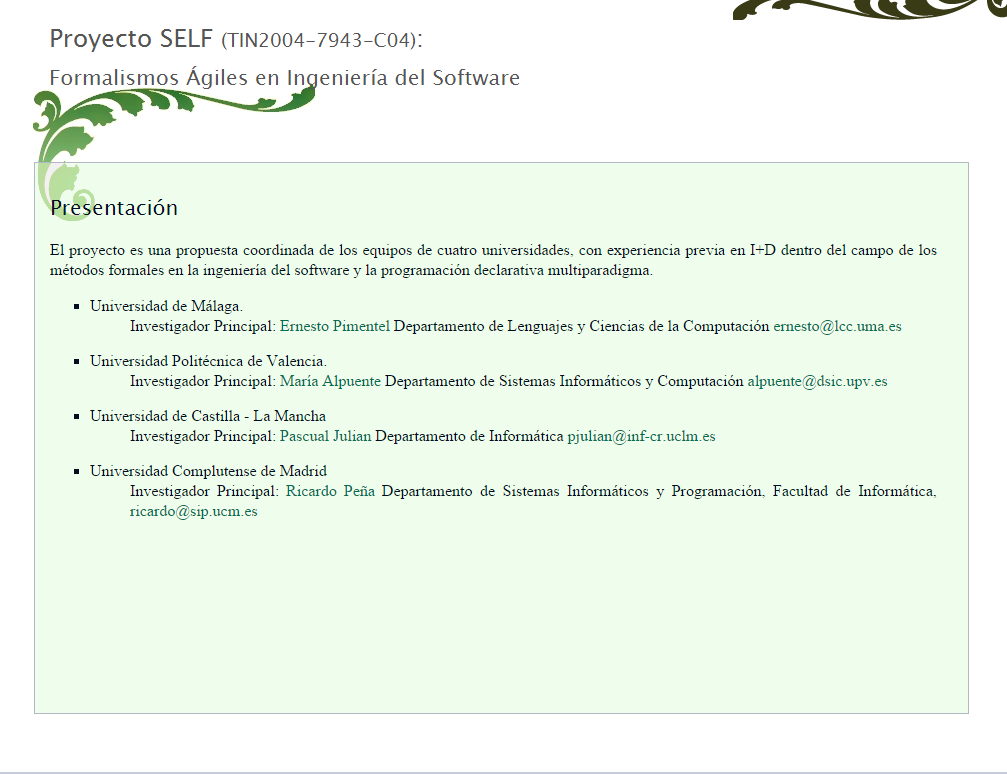 Proyecto SELF (TIN2004-7943-C04):
Formalismos Ágiles en Ingeniería del Software
Presentación
El proyecto es una propuesta coordinada de los equipos de cuatro universidades, con experiencia previa en I+D dentro del campo de los
métodos formales en la ingeniería del software y la programación declarativa multiparadigma.
Universidad de Málaga.
Investigador Principal: Ernesto Pimentel Departamento de Lenguajes y Ciencias de la Computación ernesto@lcc.uma.es
Universidad Politécnica de Valencia.
Investigador Principal: María Alpuente Departamento de Sistemas Informáticos y Computación alpuente@dsic.upv.es
Universidad de Castilla - La Mancha
Investigador Principal: Pascual Julian Departamento de Informática pjulian@inf-cr.uclm.es
Universidad Complutense de Madrid
Investigador Principal: Ricardo Peña Departamento de Sistemas Informáticos y Programación, Facultad de Informática,
ricardo@sip.ucm.es